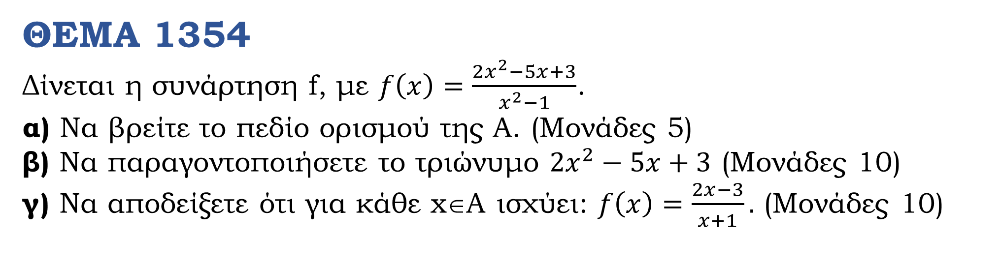 ΘΕΜΑ 1354
Δίνεται η συνάρτηση f, με $f(x) = \frac{2x^2-5x+3}{x^2-1}$.
α) Να βρείτε το πεδίο ορισμού της Α. (Μονάδες 5)
β) Να παραγοντοποιήσετε το τριώνυμο $2x^2 - 5x + 3$ (Μονάδες 10)
γ) Να αποδείξετε ότι για κάθε x∈A ισχύει: $f(x) = \frac{2x-3}{x+1}$. (Μονάδες 10)